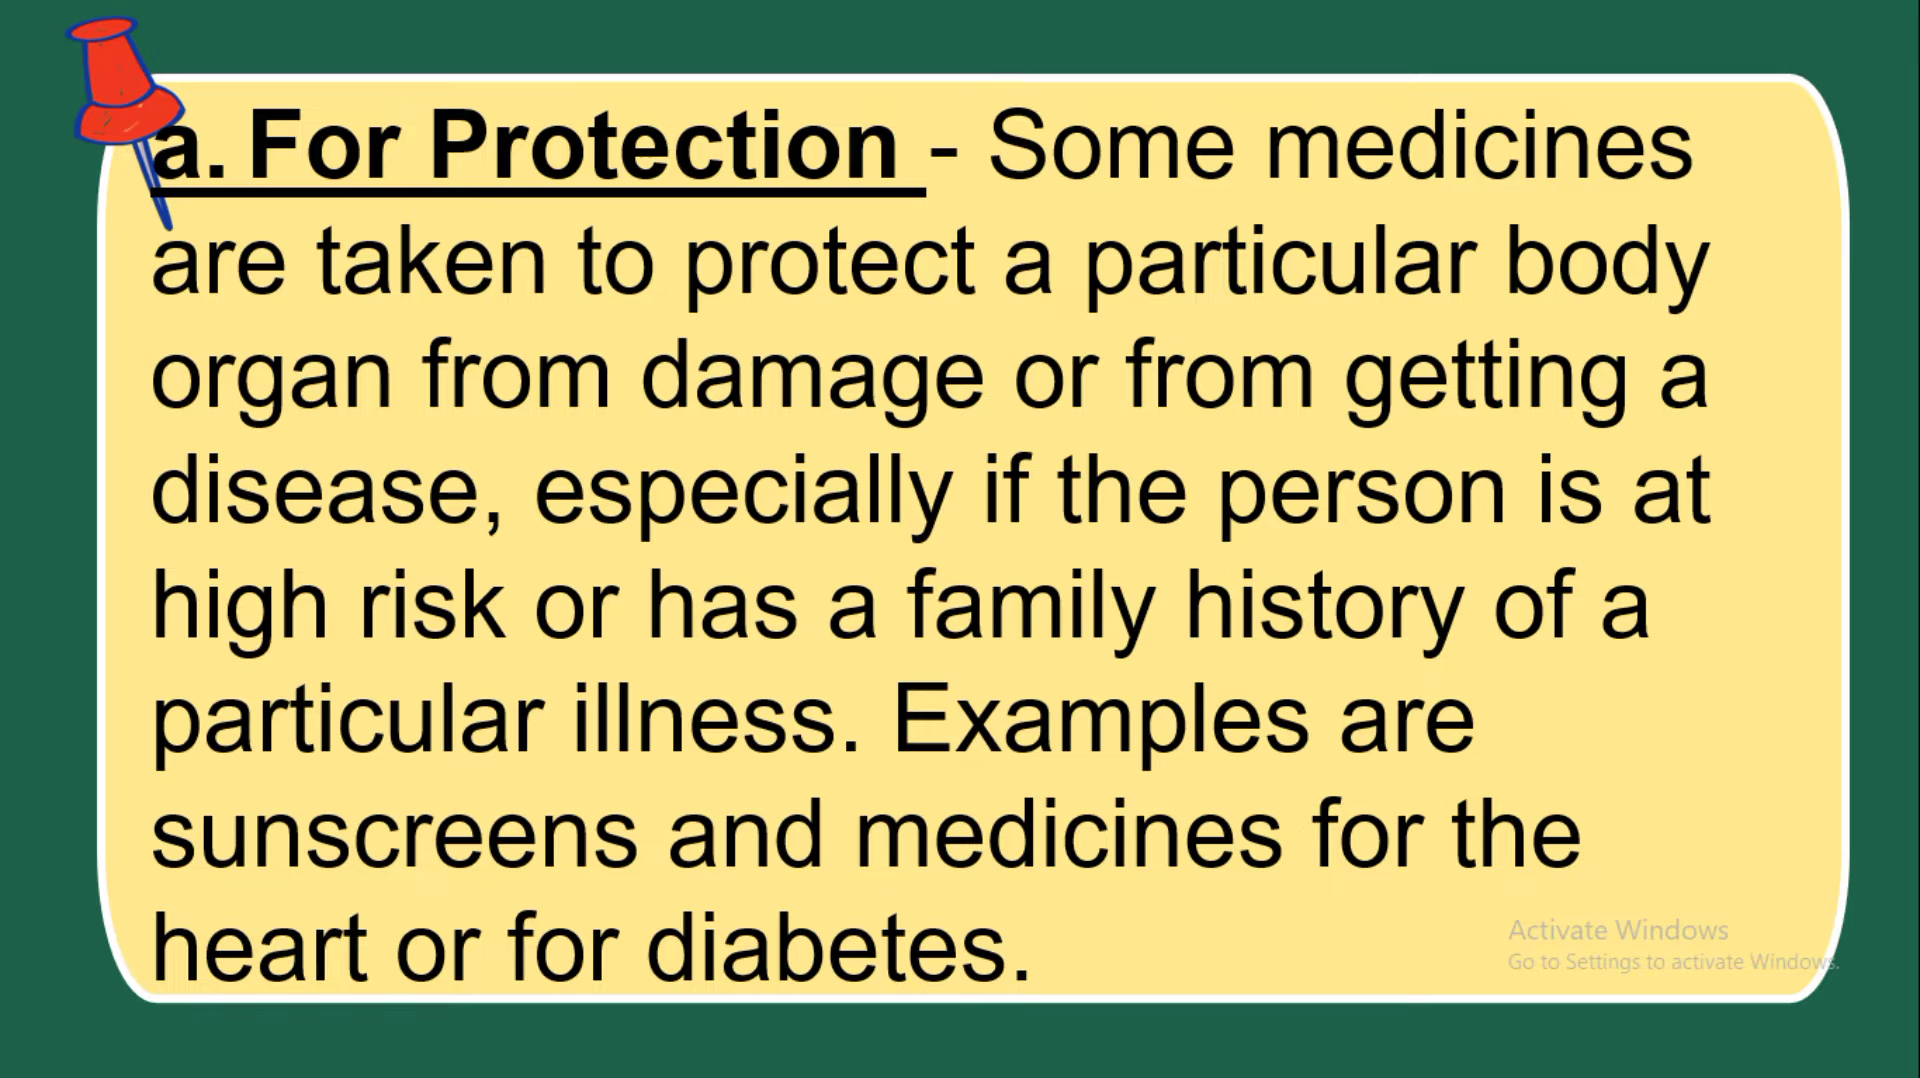 a. For Protection - Some medicines
are taken to protect a particular body
organ from damage or from getting a
disease, especially if the person is at
high risk or has a family history of a
particular illness. Examples are
sunscreens and medicines for the
heart or for diabetes.
Activate Windows
Go to Settings to activate Windows.